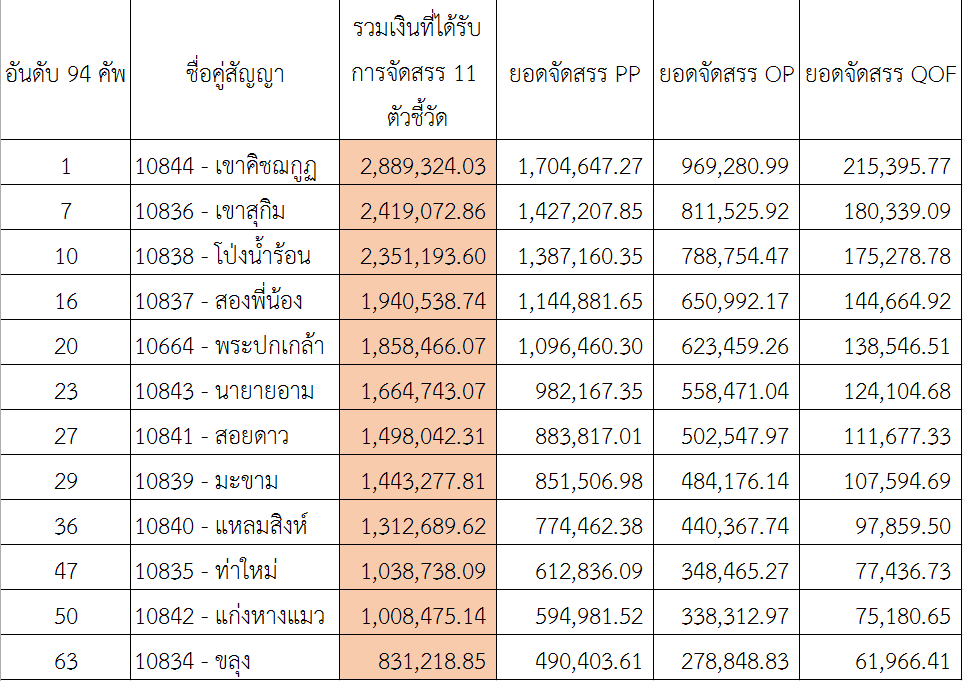 อันดับ 94 คัพ ชื่อคู่สัญญา รวมเงินที่ได้รับการจัดสรร 11 ตัวชี้วัด ยอดจัดสรร PP ยอดจัดสรร OP ยอดจัดสรร QOF
1 10844 - เขาคิชฌกูฏ 2,889,324.03 1,704,647.27 969,280.99 215,395.77
7 10836 - เขาสุกิม 2,419,072.86 1,427,207.85 811,525.92 180,339.09
10 10838 - โป่งน้ำร้อน 2,351,193.60 1,387,160.35 788,754.47 175,278.78
16 10837 - สองพี่น้อง 1,940,538.74 1,144,881.65 650,992.17 144,664.92
20 10664 - พระปกเกล้า 1,858,466.07 1,096,460.30 623,459.26 138,546.51
23 10843 - นายายอาม 1,664,743.07 982,167.35 558,471.04 124,104.68
27 10841 - สอยดาว 1,498,042.31 883,817.01 502,547.97 111,677.33
29 10839 - มะขาม 1,443,277.81 851,506.98 484,176.14 107,594.69
36 10840 - แหลมสิงห์ 1,312,689.62 774,462.38 440,367.74 97,859.50
47 10835 - ท่าใหม่ 1,038,738.09 612,836.09 348,465.27 77,436.73
50 10842 - แก่งหางแมว 1,008,475.14 594,981.52 338,312.97 75,180.65
63 10834 - ขลุง 831,218.85 490,403.61 278,848.83 61,966.41